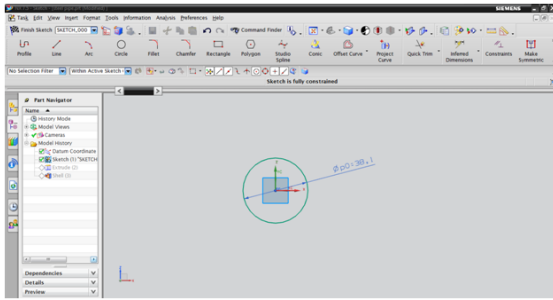 SIEMENS
Task Edit View Insert Format Tools Information Analysis Preferences Help
Finish Sketch SKETCH_000 Command Finder
Profile Line Arc Circle Fillet Chamfer Rectangle Polygon Studio Spline Conic Offset Curve Project Curve Quick Trim Inferred Dimensions Constraints Make Symmetric
No Selection Filter Within Active Sketch
Sketch is fully constrained
Part Navigator
Name
History Mode
Model Views
Cameras
Model History
Datum Coordinate
Sketch (1) "SKETCH
Extrude (2)
Shell (3)
Dependencies
Details
Preview
Øp0=38.1